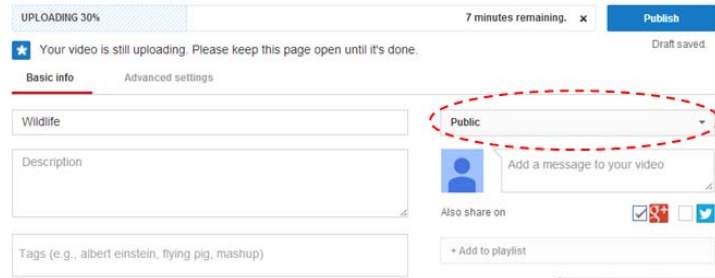 UPLOADING 30%
7 minutes remaining. x
Publish
Your video is still uploading. Please keep this page open until it's done.
Draft saved.
Basic info
Advanced settings
Wildlife
Public
Description
Add a message to your video
Also share on
g+
Tags (e.g., albert einstein, flying pig, mashup)
+ Add to playlist